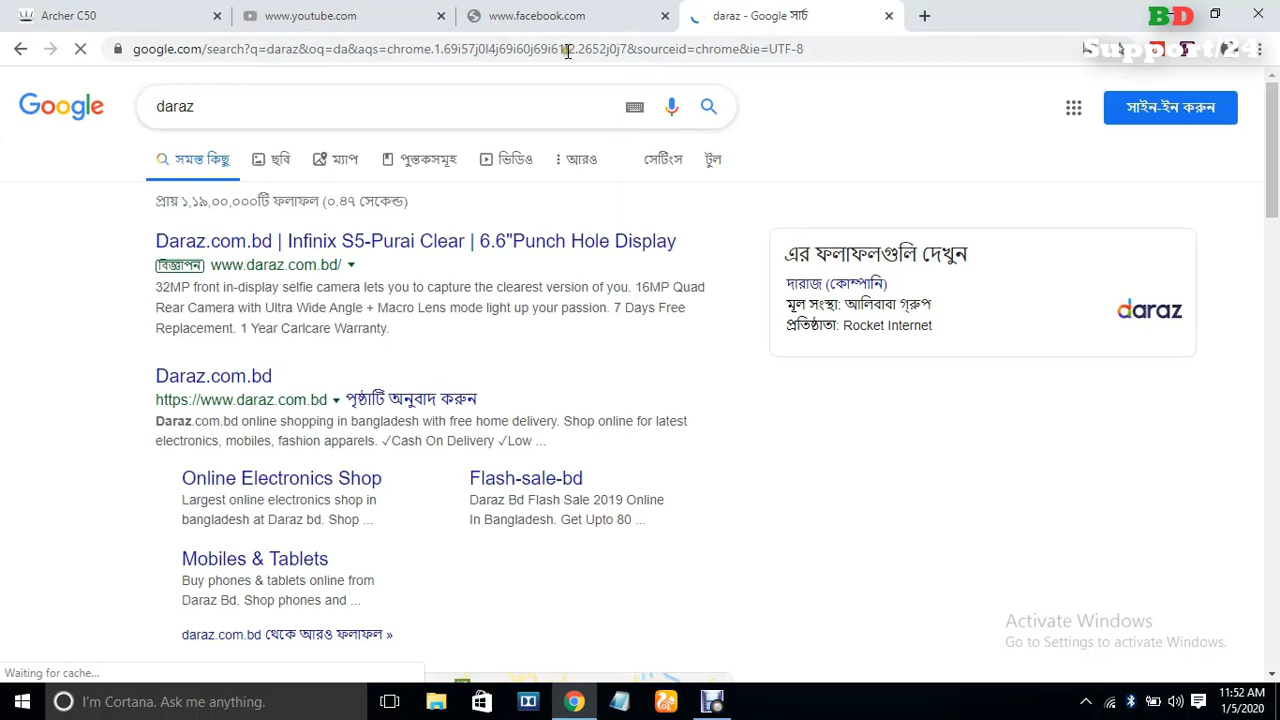 Archer C50
www.youtube.com
www.facebook.com
daraz - Google সার্চ
BD
Support/24
google.com/search?q=daraz&oq=da&aqs=chrome.1.69i57j0l4j69i60j69i61l2.2652j0j7&sourceid=chrome&ie=UTF-8
Google
daraz
সাইন-ইন করুন
সমস্ত কিছু
ছবি
ম্যাপ
পুস্তকসমূহ
ভিডিও
আরও
সেটিংস
টুল
প্রায় ১,১৯,০০,০০০টি ফলাফল (০.৪৭ সেকেন্ড)
Daraz.com.bd | Infinix S5-Purai Clear | 6.6"Punch Hole Display
বিজ্ঞাপন www.daraz.com.bd/
32MP front in-display selfie camera lets you to capture the clearest version of you. 16MP Quad
Rear Camera with Ultra Wide Angle + Macro Lens mode light up your passion. 7 Days Free
Replacement. 1 Year Carlcare Warranty.
এর ফলাফলগুলি দেখুন
দারাজ (কোম্পানি)
মূল সংস্থা: আলিবাবা গ্রুপ
প্রতিষ্ঠাতা: Rocket Internet
daraz
Daraz.com.bd
https://www.daraz.com.bd পৃষ্ঠাটি অনুবাদ করুন
Daraz.com.bd online shopping in bangladesh with free home delivery. Shop online for latest
electronics, mobiles, fashion apparels. ✓Cash On Delivery ✓Low ...
Online Electronics Shop
Largest online electronics shop in
bangladesh at Daraz bd. Shop ...
Flash-sale-bd
Daraz Bd Flash Sale 2019 Online
In Bangladesh. Get Upto 80 ...
Mobiles & Tablets
Buy phones & tablets online from
Daraz Bd. Shop phones and ...
daraz.com.bd থেকে আরও ফলাফল »
Activate Windows
Go to Settings to activate Windows.
Waiting for cache...
I'm Cortana. Ask me anything.
11:52 AM
1/5/2020